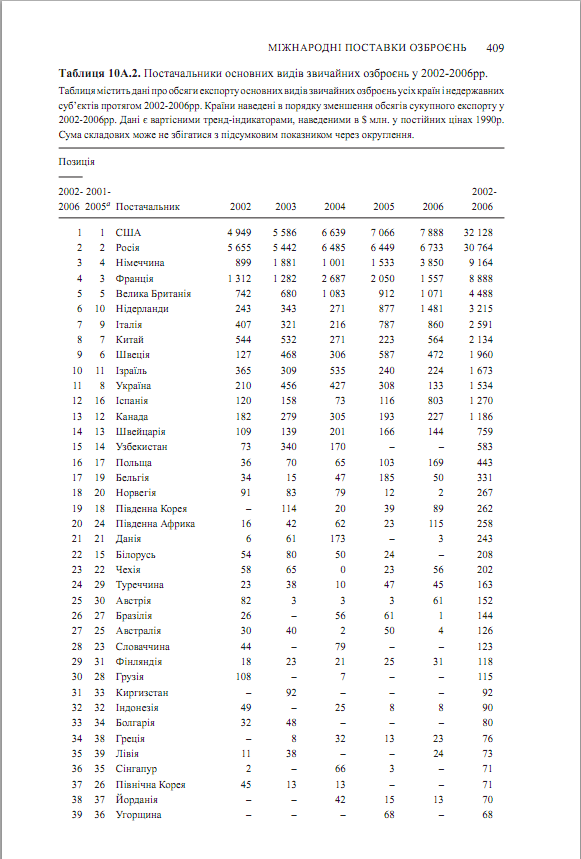 МІЖНАРОДНІ ПОСТАВКИ ОЗБРОЄНЬ 409
Таблиця 10А.2. Постачальники основних видів звичайних озброєнь у 2002-2006рр.
Таблиця містить дані про обсяги експорту основних видів звичайних озброєнь усіх країн і недержавних
суб’єктів протягом 2002-2006рр. Країни наведені в порядку зменшення обсягів сукупного експорту у
2002-2006рр. Дані є вартісними тренд-індикаторами, наведеними в $ млн. у постійних цінах 1990р.
Сума складових може не збігатися з підсумковим показником через округлення.
Позиція
2002- 2001- 2002-
2006 2005ª Постачальник 2002 2003 2004 2005 2006 2006
1 1 США 4 949 5 586 6 639 7 066 7 888 32 128
2 2 Росія 5 655 5 442 6 485 6 449 6 733 30 764
3 4 Німеччина 899 1 881 1 001 1 533 3 850 9 164
4 3 Франція 1 312 1 282 2 687 2 050 1 557 8 888
5 5 Велика Британія 742 680 1 083 912 1 071 4 488
6 10 Нідерланди 243 343 271 877 1 481 3 215
7 9 Італія 407 321 216 787 860 2 591
8 7 Китай 544 532 271 223 564 2 134
9 6 Швеція 127 468 306 587 472 1 960
10 11 Ізраїль 365 309 535 240 224 1 673
11 8 Україна 210 456 427 308 133 1 534
12 16 Іспанія 120 158 73 116 803 1 270
13 12 Канада 182 279 305 193 227 1 186
14 13 Швейцарія 109 139 201 166 144 759
15 14 Узбекистан 73 340 170 – – 583
16 17 Польща 36 70 65 103 169 443
17 19 Бельгія 34 15 47 185 50 331
18 20 Норвегія 91 83 79 12 2 267
19 18 Південна Корея – 114 20 39 89 262
20 24 Південна Африка 16 42 62 23 115 258
21 21 Данія 6 61 173 – 3 243
22 15 Білорусь 54 80 50 24 – 208
23 22 Чехія 58 65 0 23 56 202
24 29 Туреччина 23 38 10 47 45 163
25 30 Австрія 82 3 3 3 61 152
26 27 Бразілія 26 – 56 61 1 144
27 25 Австралія 30 40 2 50 4 126
28 23 Словаччина 44 – 79 – – 123
29 31 Фінляндія 18 23 21 25 31 118
30 28 Грузія 108 – 7 – – 115
31 33 Киргизстан – 92 – – – 92
32 32 Індонезія 49 – 25 8 8 90
33 34 Болгарія 32 48 – – – 80
34 38 Греція – 8 32 13 23 76
35 39 Лівія 11 38 – – 24 73
36 35 Сінгапур 2 – 66 3 – 71
37 26 Північна Корея 45 13 13 – – 71
38 37 Йорданія – – 42 15 13 70
39 36 Угорщина – – – 68 – 68